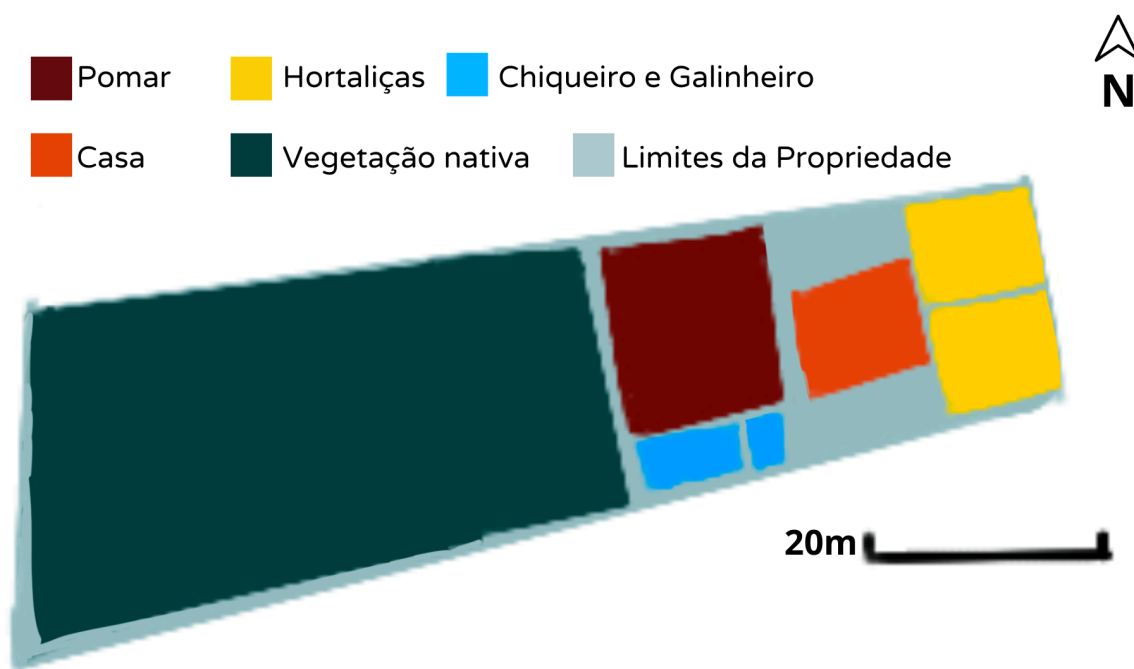 Pomar
Hortaliças
Chiqueiro e Galinheiro
N
Casa
Vegetação nativa
Limites da Propriedade
20m